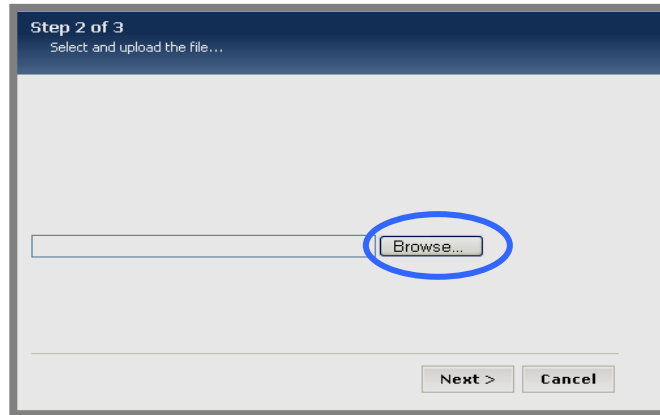 Step 2 of 3
Select and upload the file...
Browse...
Next >
Cancel